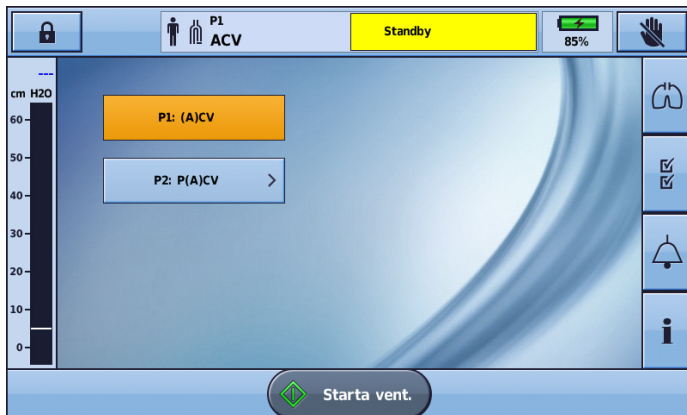 P1
ACV
Standby
85%
---
cm H2O
60
50
40
30
20
10
0
P1: (A)CV
P2: P(A)CV
Starta vent.